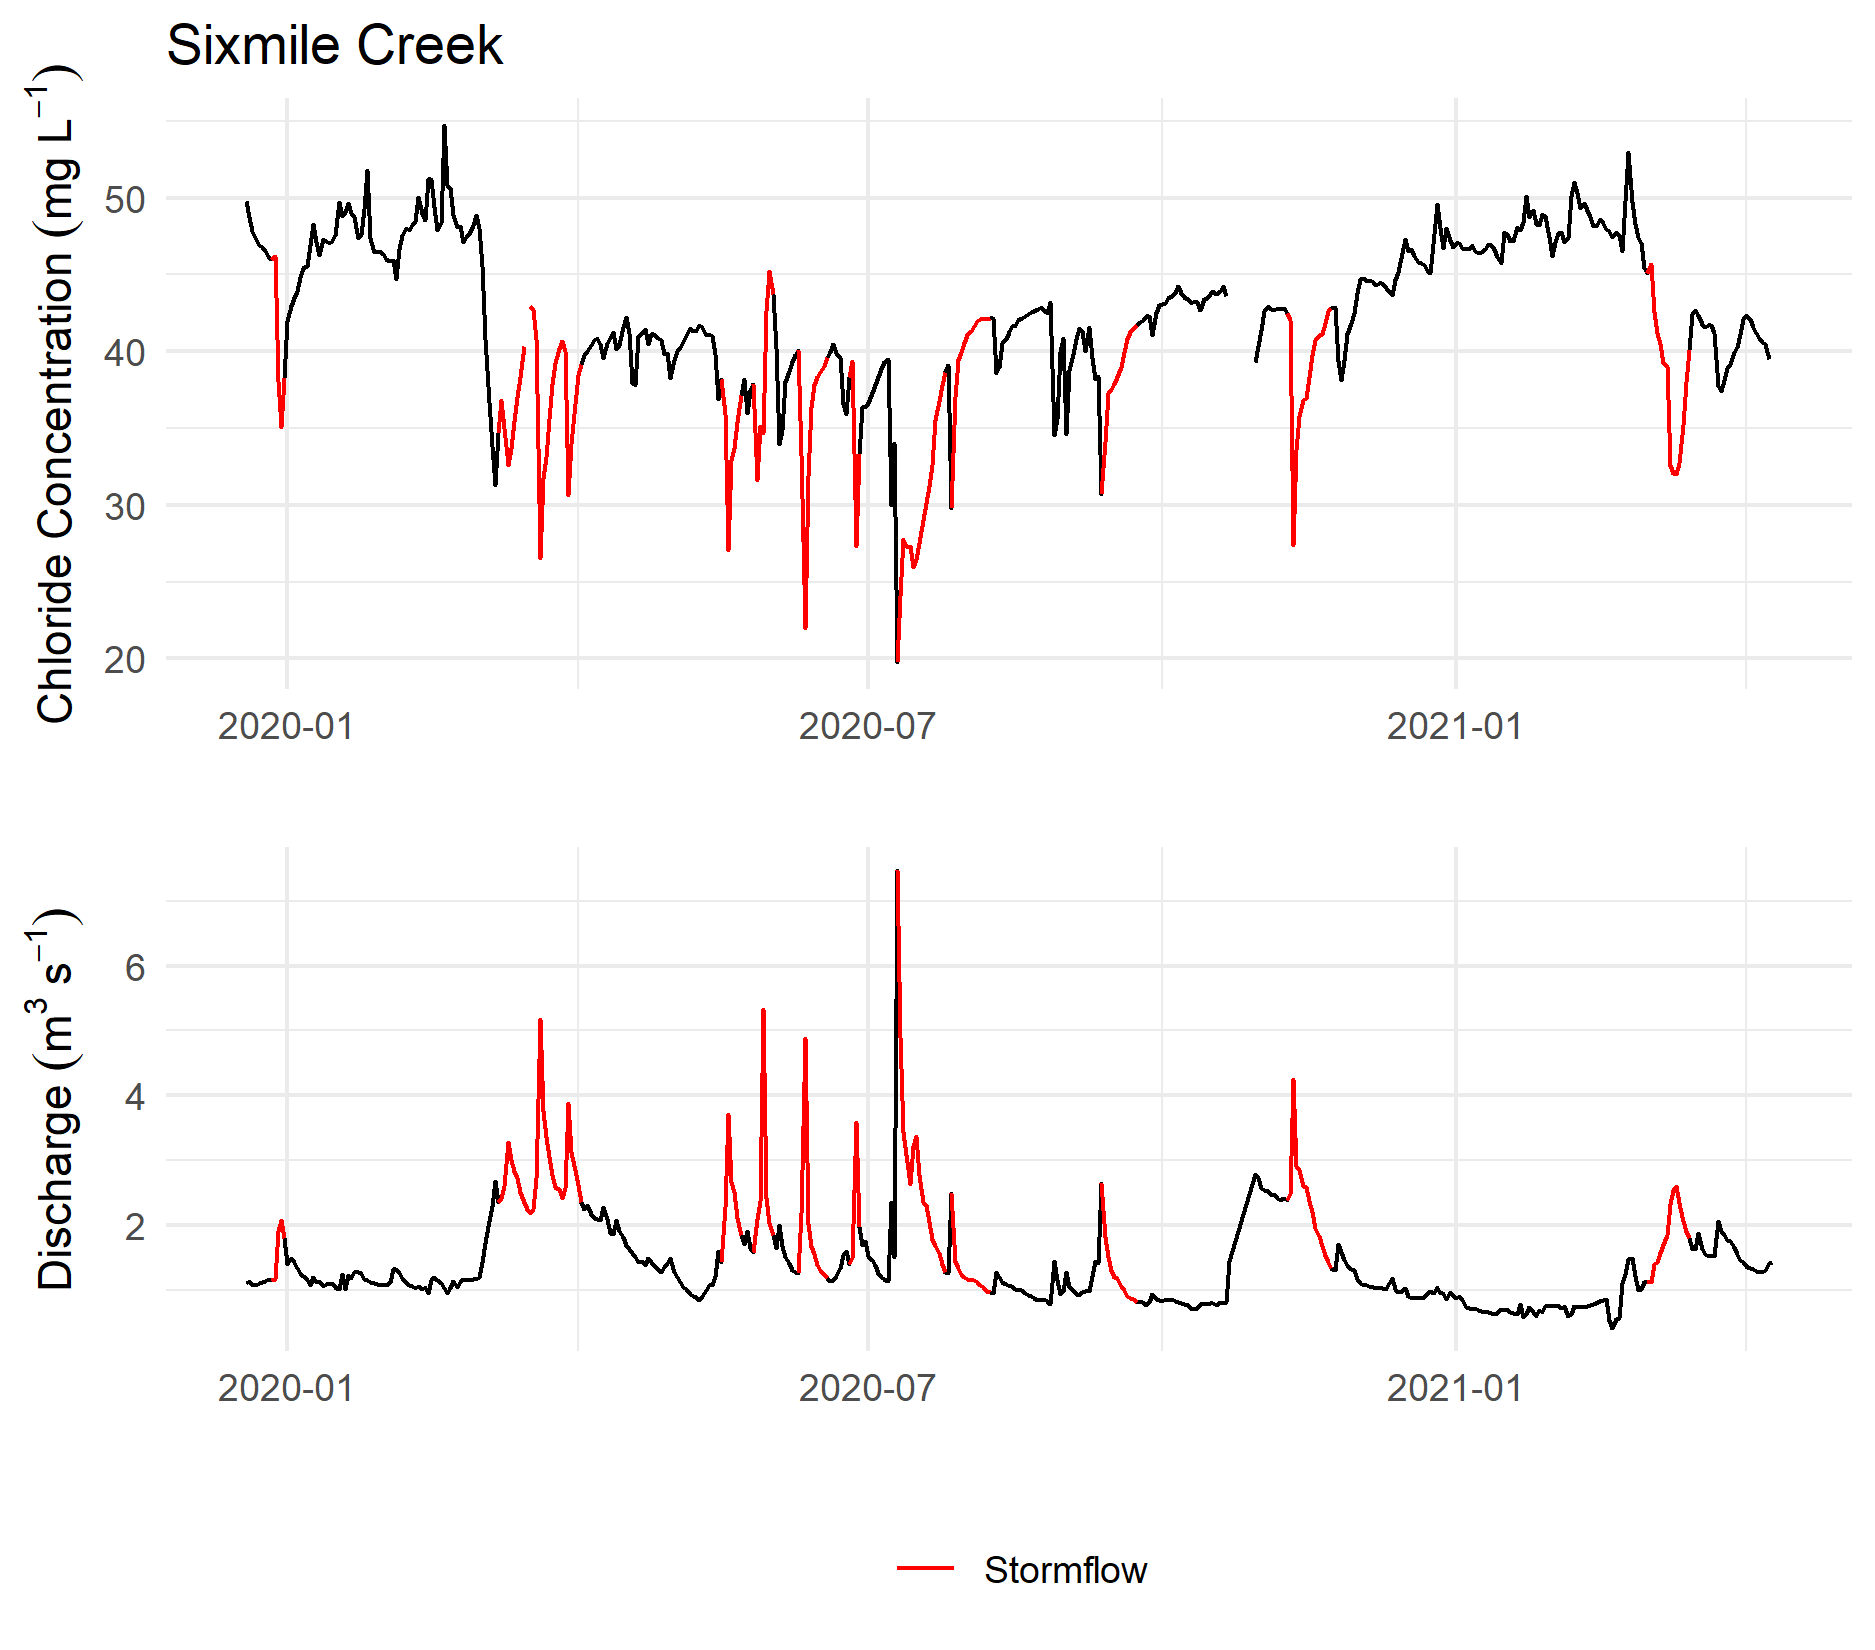 Sixmile Creek
Chloride Concentration (mg L⁻¹)
50
40
30
20
2020-01 2020-07 2021-01
Discharge (m³ s⁻¹)
6
4
2
2020-01 2020-07 2021-01
Stormflow